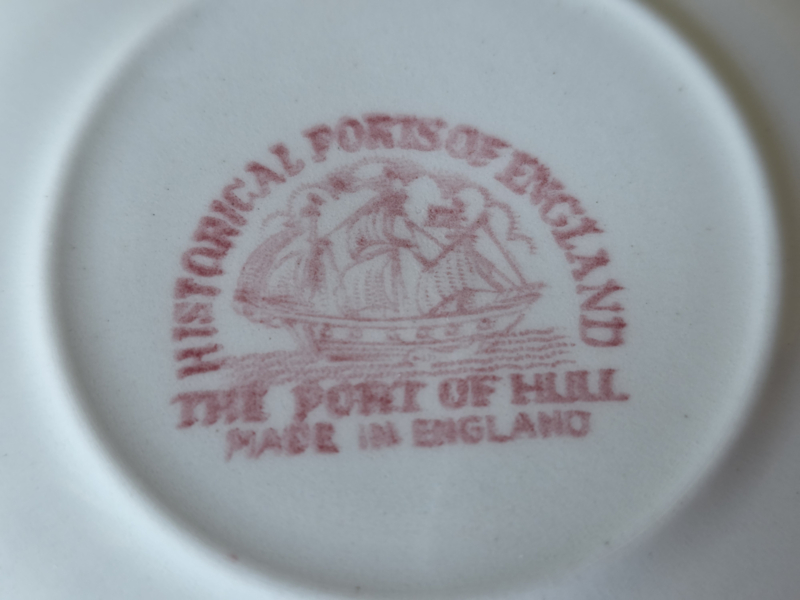 HISTORICAL PORTS OF ENGLAND
THE PORT OF HULL
MADE IN ENGLAND